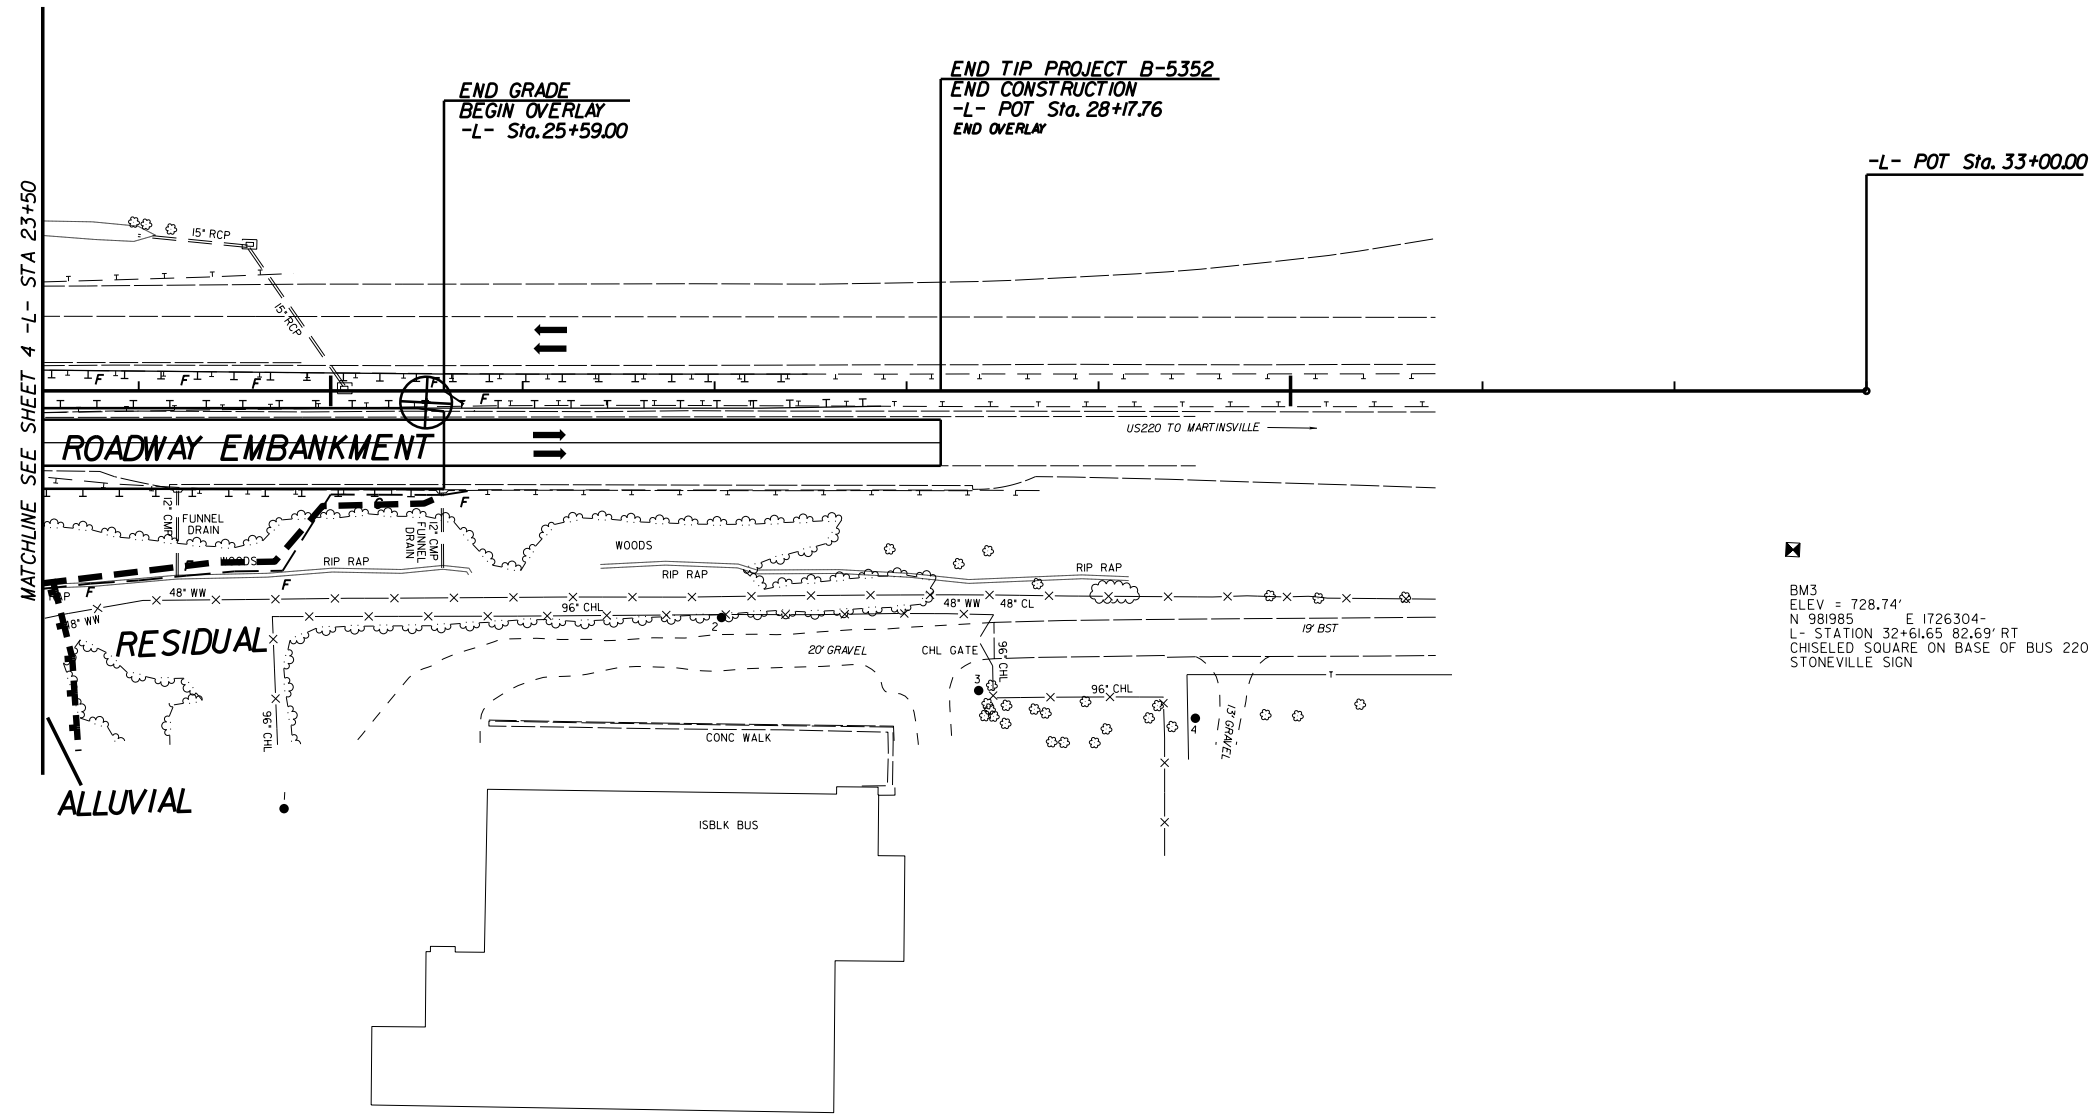 END GRADE
BEGIN OVERLAY
-L- Sta. 25+59.00
END TIP PROJECT B-5352
END CONSTRUCTION
-L- POT Sta. 28+17.76
END OVERLAY
-L- POT Sta. 33+00.00
MATCHLINE SEE SHEET 4 -L- STA 23+50
15" RCP
15" RCP
F
F
F
F
F
US220 TO MARTINSVILLE
ROADWAY EMBANKMENT
12" CMP
FUNNEL
DRAIN
C
F
12" CMP
FUNNEL
DRAIN
WOODS
WOODS
F
RIP RAP
RIP RAP
RIP RAP
F
F
RAP
48" WW
48" WW
96" CHL
48" WW
48" CL
2
19' BST
RESIDUAL
20' GRAVEL
CHL GATE
96" CHL
3
96" CHL
96" CHL
4
13' GRAVEL
T
CONC WALK
ALLUVIAL
1SBLK BUS
BM3
ELEV = 728.74'
N 981985 E 1726304-
L- STATION 32+61.65 82.69' RT
CHISELED SQUARE ON BASE OF BUS 220
STONEVILLE SIGN